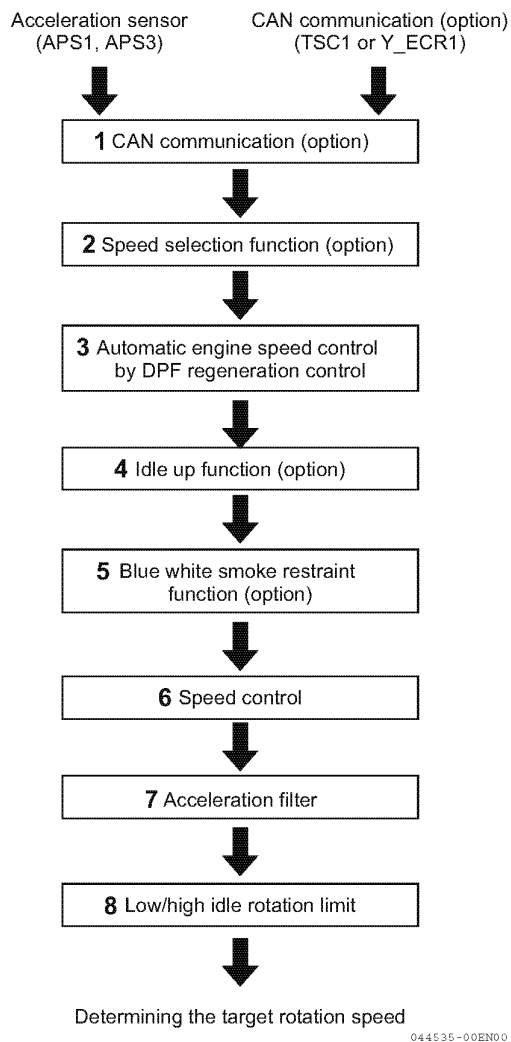 Acceleration sensor
(APS1, APS3)
CAN communication (option)
(TSC1 or Y_ECR1)
1 CAN communication (option)
2 Speed selection function (option)
3 Automatic engine speed control
by DPF regeneration control
4 Idle up function (option)
5 Blue white smoke restraint
function (option)
6 Speed control
7 Acceleration filter
8 Low/high idle rotation limit
Determining the target rotation speed
044535-00EN00